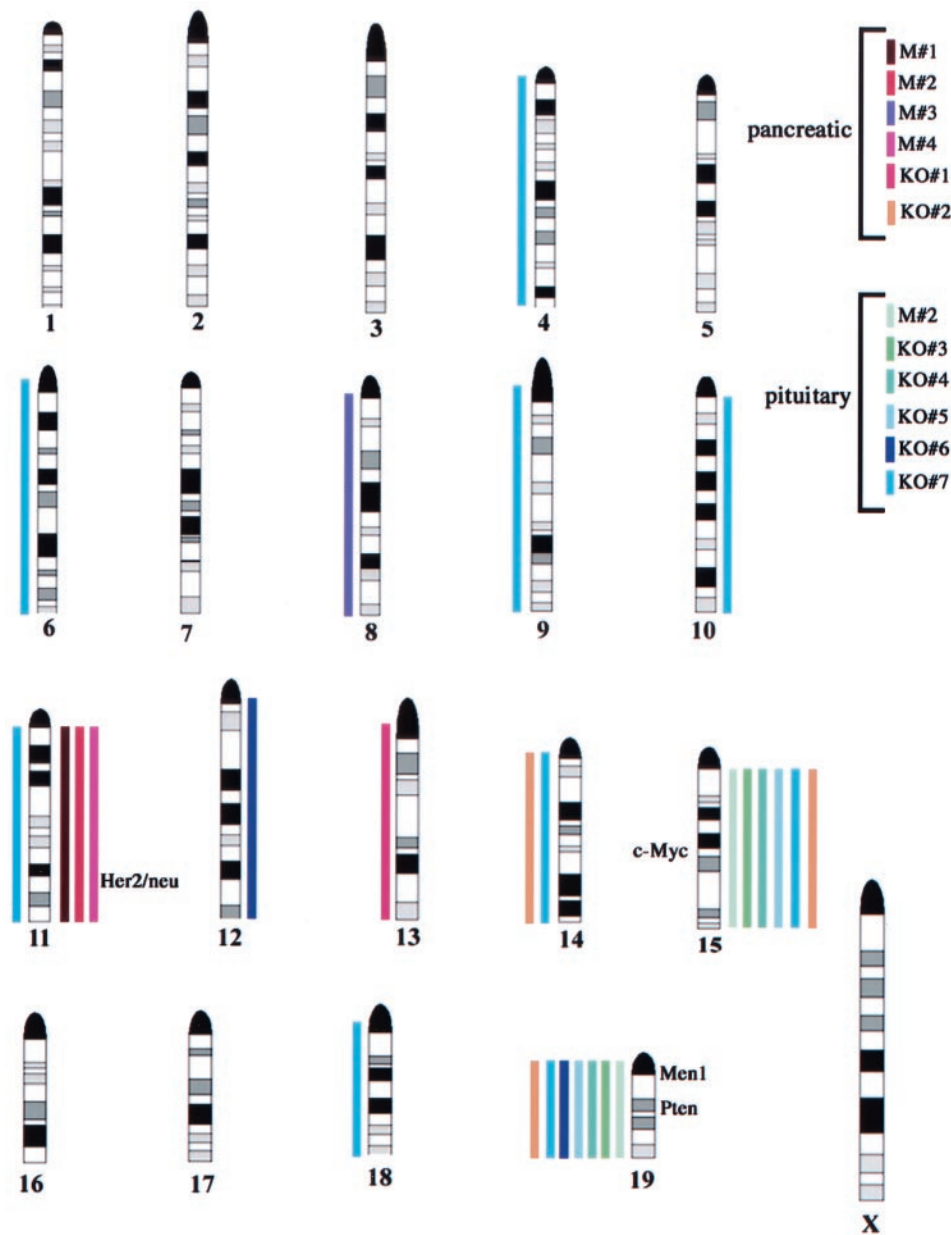 1
2
3
4
5
pancreatic
M#1
M#2
M#3
M#4
KO#1
KO#2
pituitary
M#2
KO#3
KO#4
KO#5
KO#6
KO#7
6
7
8
9
10
Her2/neu
11
12
13
14
c-Myc
15
16
17
18
Men1
Pten
19
X